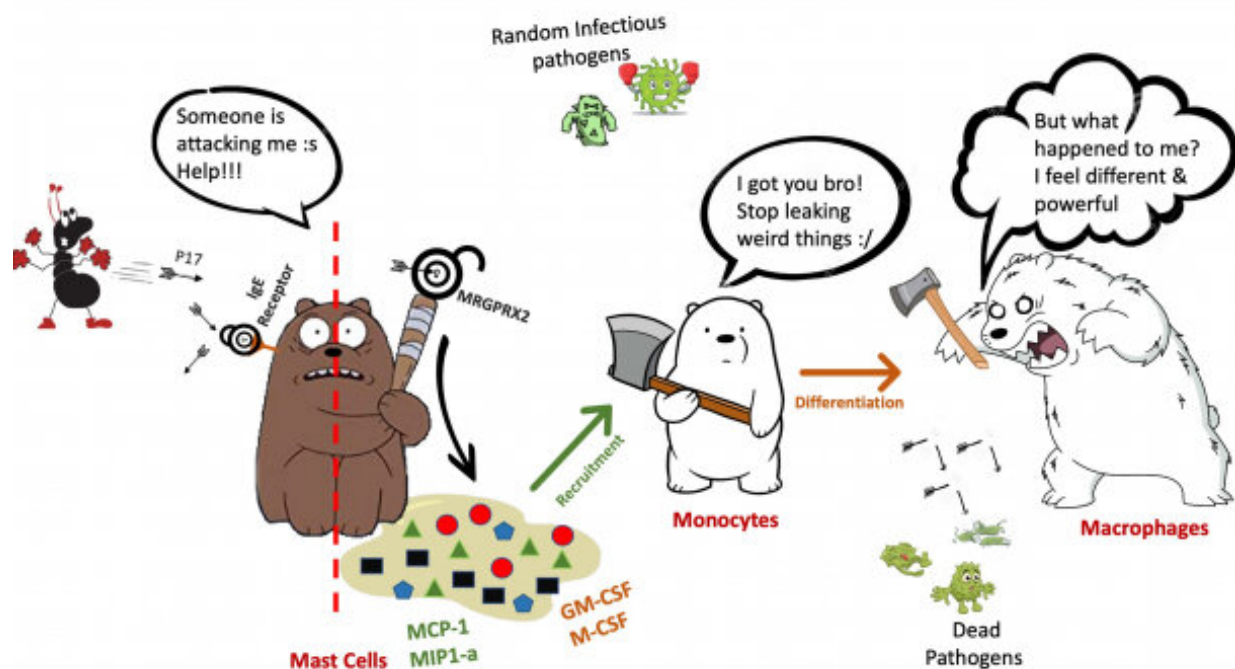 Random Infectious
pathogens
Someone is
attacking me :s
Help!!!
But what
happened to me?
I feel different &
powerful
I got you bro!
Stop leaking
weird things :/
P17
IgE
Receptor
MRGPRX2
Differentiation
Recruitment
Monocytes
Macrophages
GM-CSF
M-CSF
MCP-1
MIP1-a
Mast Cells
Dead
Pathogens